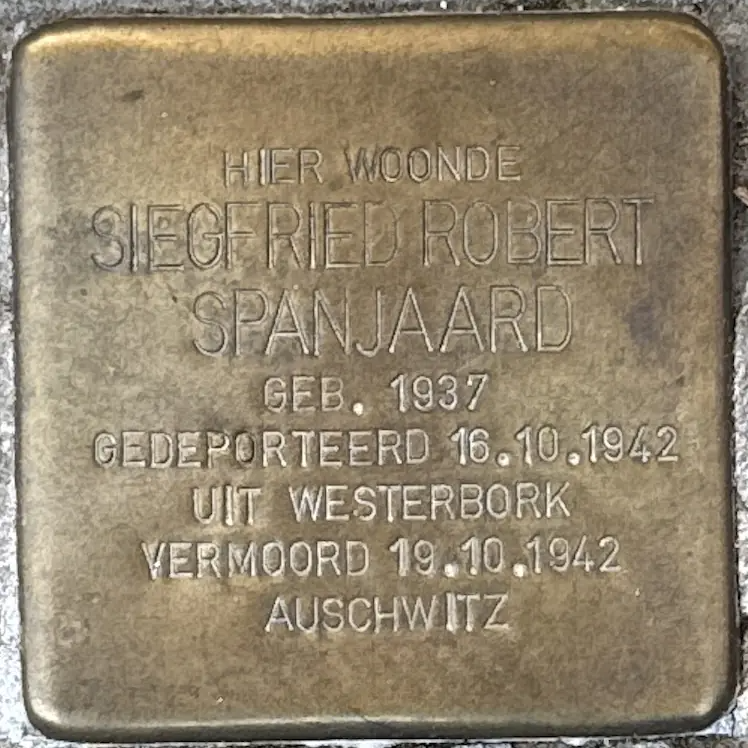 HIER WOONDE
SIEGFRIED ROBERT
SPANJAARD
GEB. 1937
GEDEPORTEERD 16.10.1942
UIT WESTERBORK
VERMOORD 19.10.1942
AUSCHWITZ